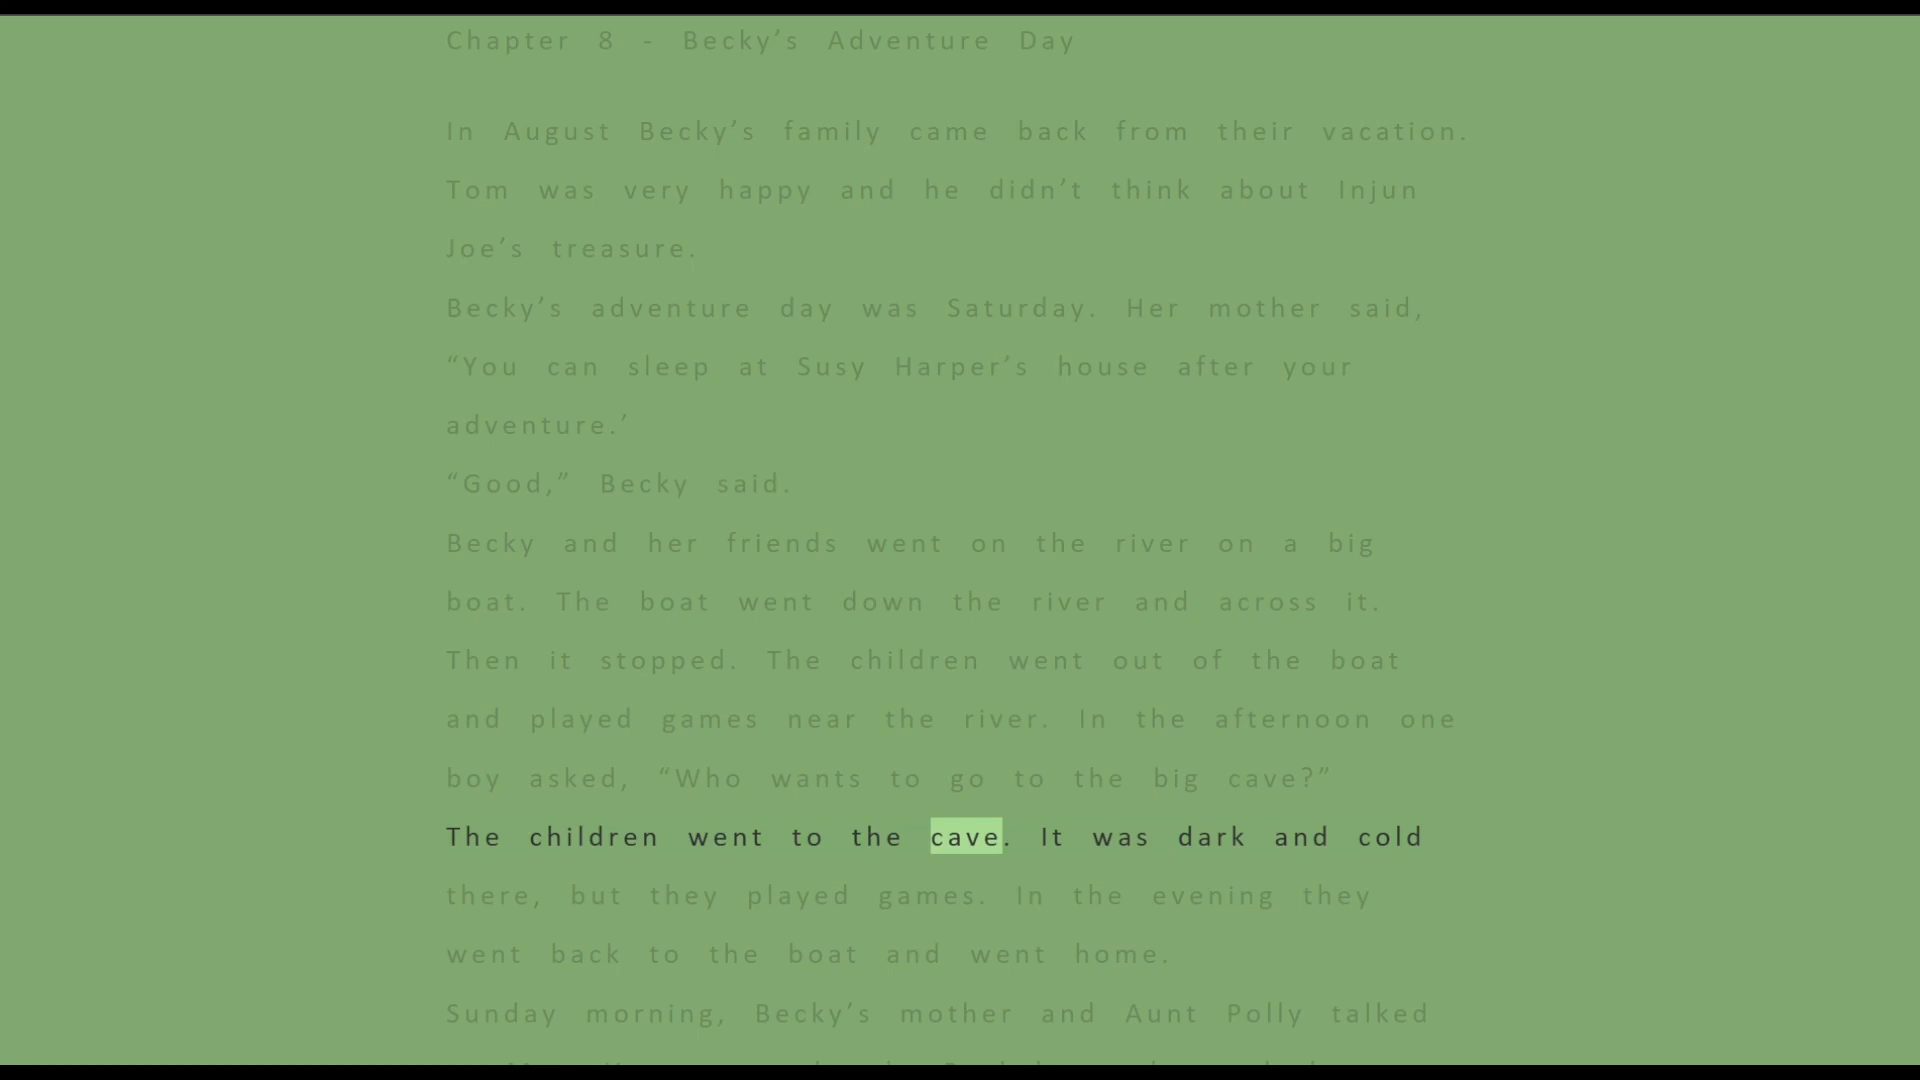 Chapter 8 - Becky’s Adventure Day
In August Becky’s family came back from their vacation.
Tom was very happy and he didn’t think about Injun
Joe’s treasure.
Becky’s adventure day was Saturday. Her mother said,
“You can sleep at Susy Harper’s house after your
adventure.’
“Good,” Becky said.
Becky and her friends went on the river on a big
boat. The boat went down the river and across it.
Then it stopped. The children went out of the boat
and played games near the river. In the afternoon one
boy asked, “Who wants to go to the big cave?”
The children went to the cave. It was dark and cold
there, but they played games. In the evening they
went back to the boat and went home.
Sunday morning, Becky’s mother and Aunt Polly talked